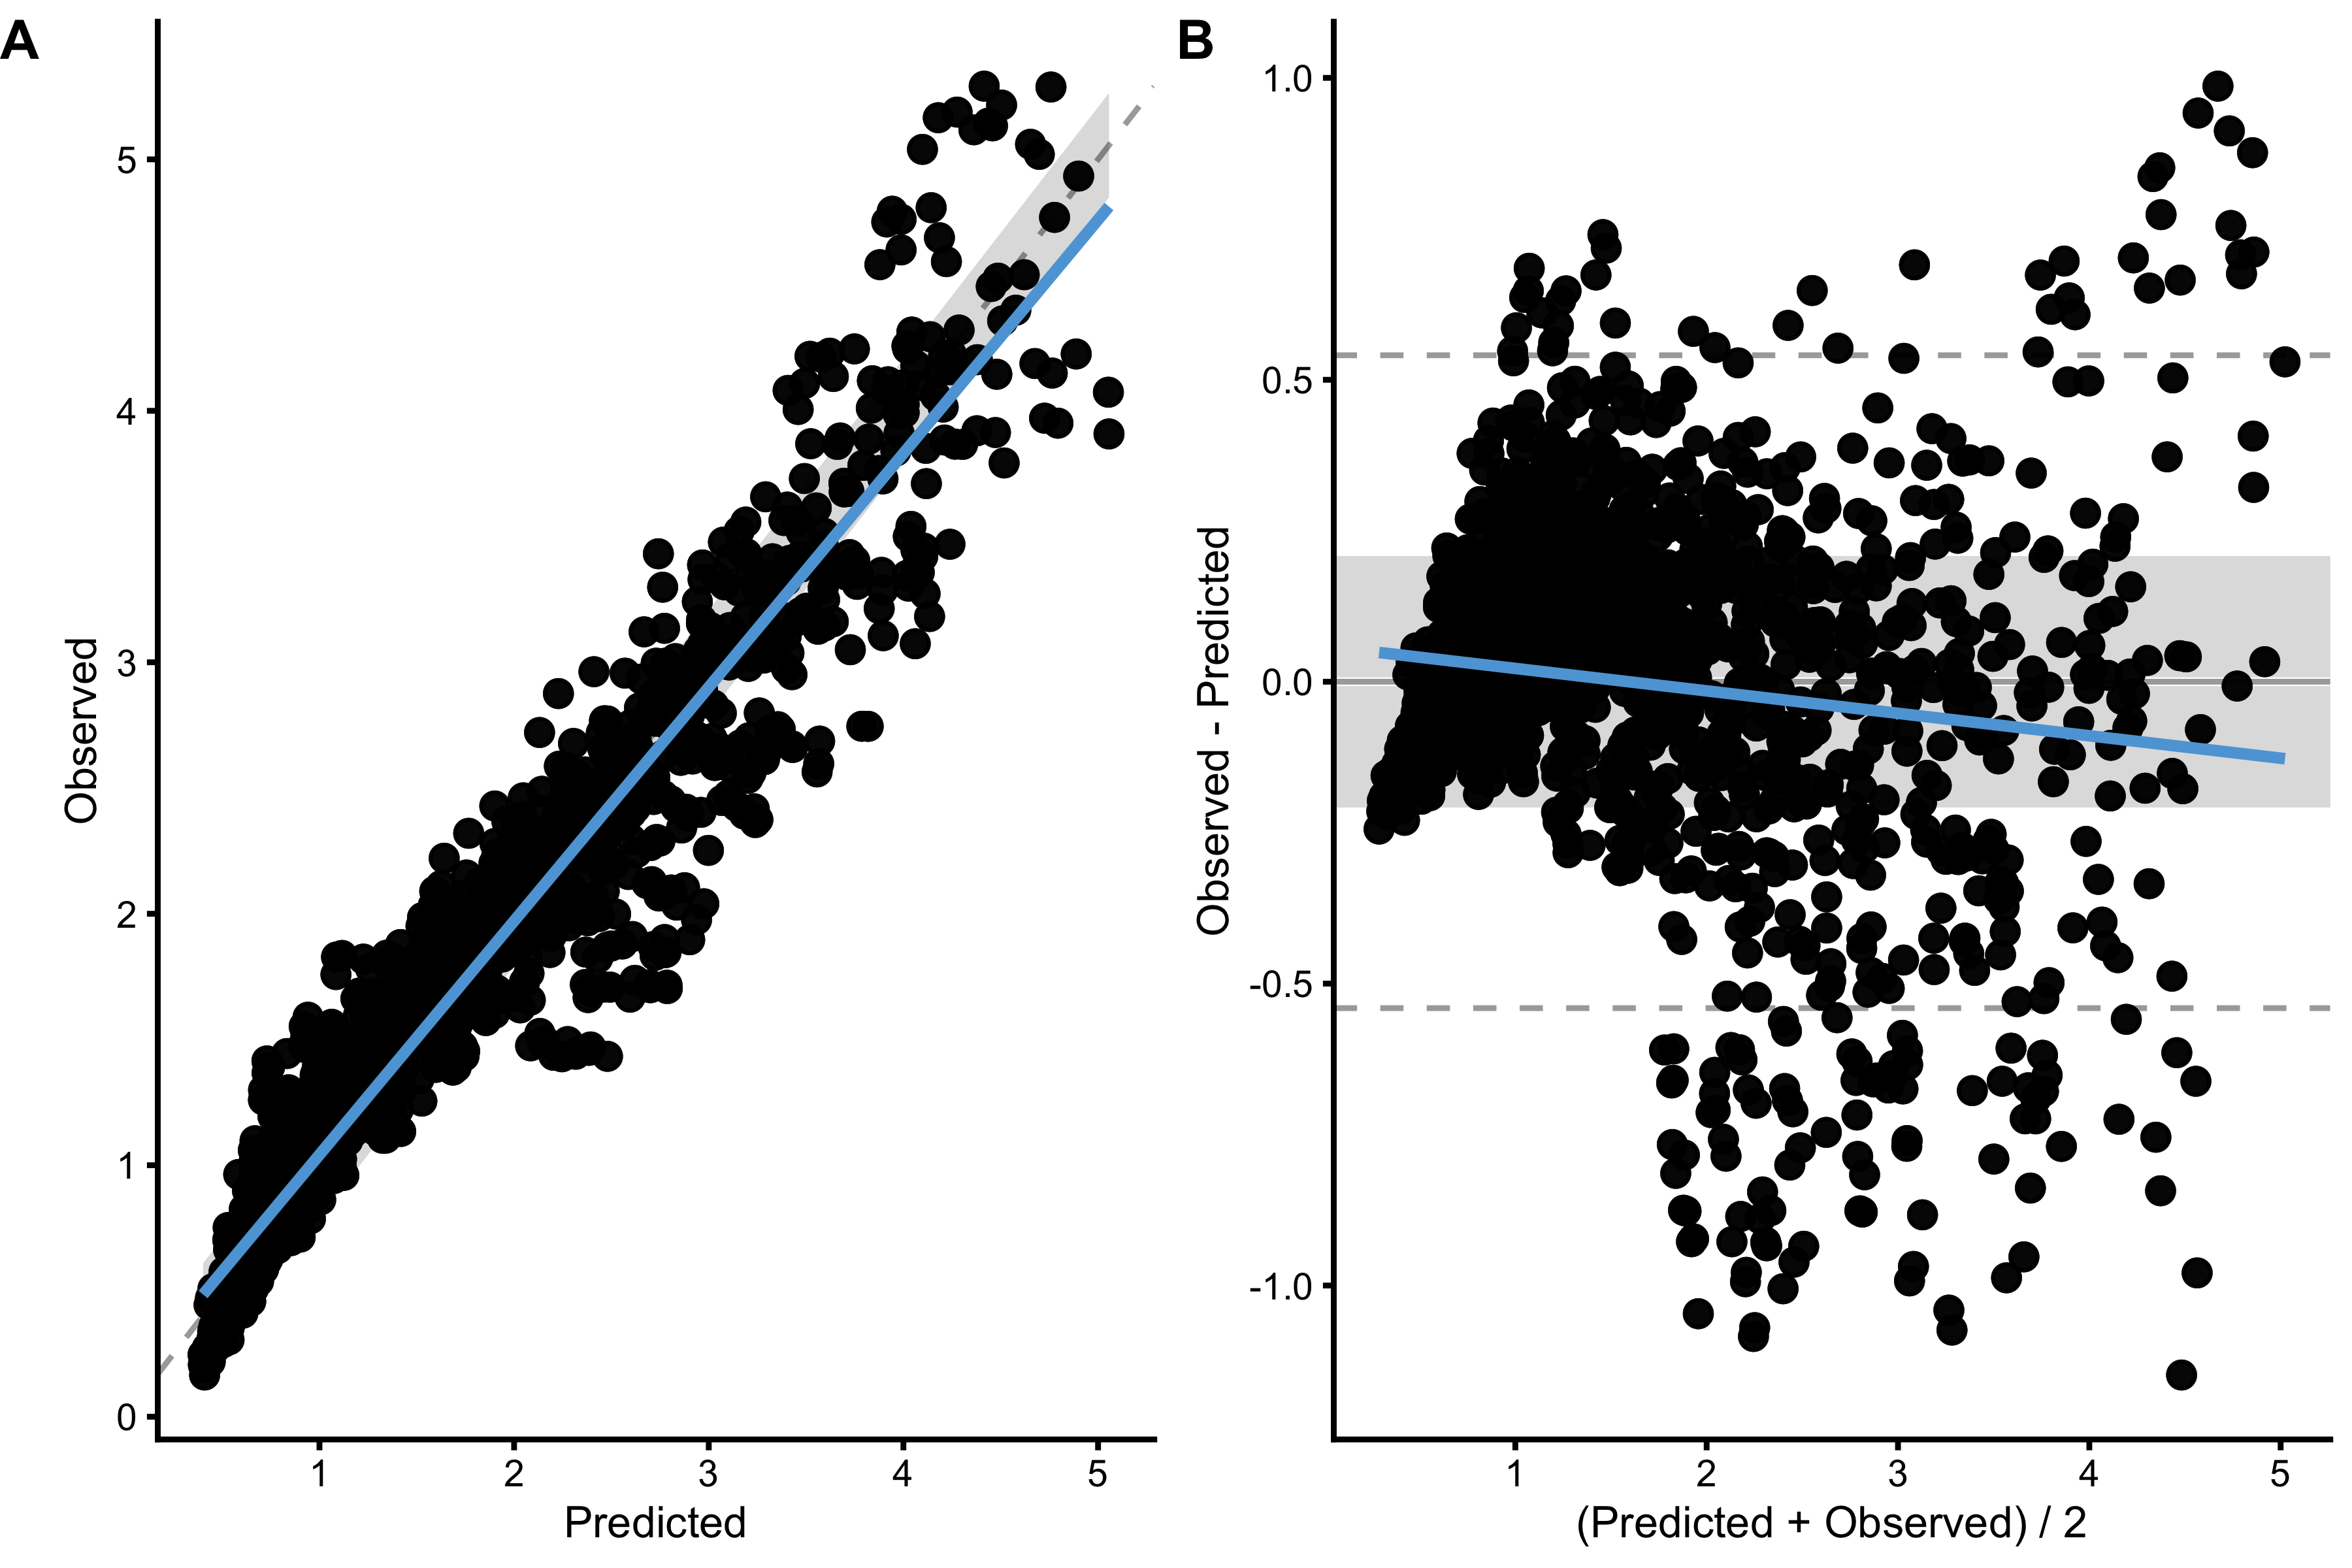 A
Observed
5
4
3
2
1
0
1 2 3 4 5
Predicted
B
Observed - Predicted
1.0
0.5
0.0
-0.5
-1.0
1 2 3 4 5
(Predicted + Observed) / 2